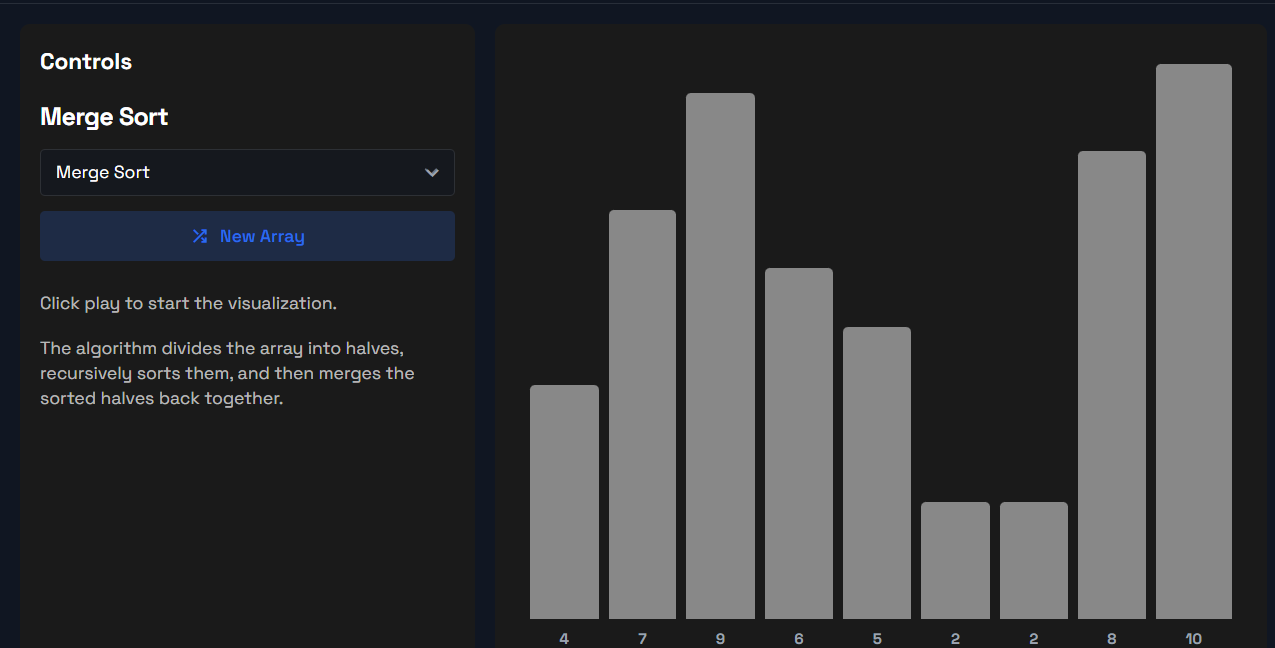 Controls
Merge Sort
Merge Sort
New Array
Click play to start the visualization.
The algorithm divides the array into halves,
recursively sorts them, and then merges the
sorted halves back together.
4 7 9 6 5 2 2 8 10